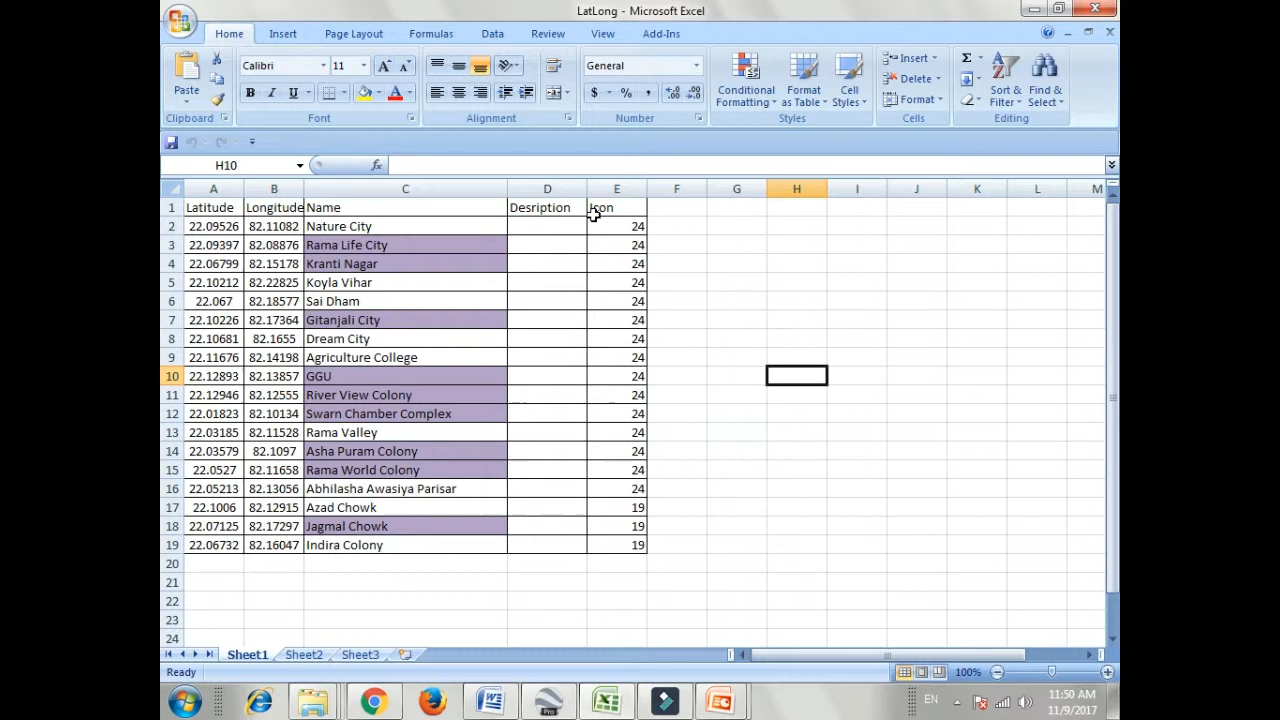 LatLong - Microsoft Excel
Home Insert Page Layout Formulas Data Review View Add-Ins
Calibri 11 General
Paste B I U $ % , Conditional Formatting Format as Table Cell Styles Insert Delete Format Σ Sort & Filter Find & Select
Clipboard Font Alignment Number Styles Cells Editing
H10 fx
A B C D E F G H I J K L M
1 Latitude Longitude Name Desription Icon
2 22.09526 82.11082 Nature City 24
3 22.09397 82.08876 Rama Life City 24
4 22.06799 82.15178 Kranti Nagar 24
5 22.10212 82.22825 Koyla Vihar 24
6 22.067 82.18577 Sai Dham 24
7 22.10226 82.17364 Gitanjali City 24
8 22.10681 82.1655 Dream City 24
9 22.11676 82.14198 Agriculture College 24
10 22.12893 82.13857 GGU 24
11 22.12946 82.12555 River View Colony 24
12 22.01823 82.10134 Swarn Chamber Complex 24
13 22.03185 82.11528 Rama Valley 24
14 22.03579 82.1097 Asha Puram Colony 24
15 22.0527 82.11658 Rama World Colony 24
16 22.05213 82.13056 Abhilasha Awasiya Parisar 24
17 22.1006 82.12915 Azad Chowk 19
18 22.07125 82.17297 Jagmal Chowk 19
19 22.06732 82.16047 Indira Colony 19
20
21
22
23
24
Sheet1 Sheet2 Sheet3
Ready 100%
Pro EN 11:50 AM
11/9/2017